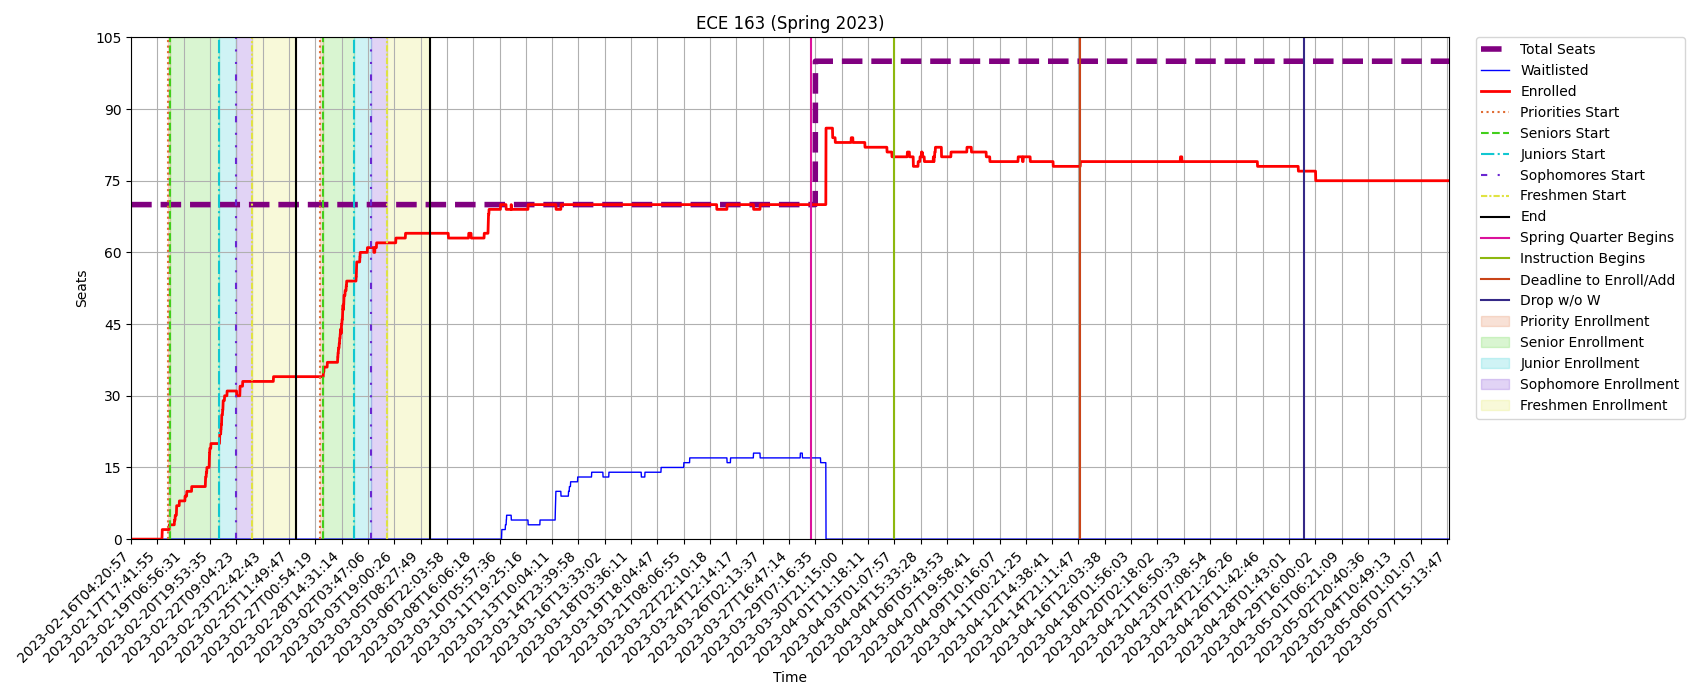 ECE 163 (Spring 2023)
105
90
75
60
45
30
15
0
Seats
2023-02-16T04:20:57
2023-02-17T17:41:55
2023-02-19T06:56:31
2023-02-20T19:53:35
2023-02-22T09:04:23
2023-02-23T22:42:43
2023-02-25T11:49:47
2023-02-27T00:54:19
2023-02-28T14:31:14
2023-03-02T03:47:06
2023-03-03T19:00:26
2023-03-05T08:27:49
2023-03-06T22:03:58
2023-03-08T16:06:18
2023-03-10T05:57:36
2023-03-11T19:25:16
2023-03-13T10:04:11
2023-03-14T23:39:58
2023-03-16T13:33:02
2023-03-18T03:36:11
2023-03-19T18:04:47
2023-03-21T08:06:55
2023-03-22T22:10:18
2023-03-24T12:14:17
2023-03-26T02:13:37
2023-03-27T16:47:14
2023-03-29T07:16:35
2023-03-30T21:15:00
2023-04-01T11:18:11
2023-04-03T01:07:57
2023-04-04T15:33:28
2023-04-06T05:43:53
2023-04-07T19:58:41
2023-04-09T10:16:07
2023-04-11T00:21:25
2023-04-12T14:38:41
2023-04-14T21:11:47
2023-04-16T12:03:38
2023-04-18T01:56:03
2023-04-20T02:18:02
2023-04-21T16:50:33
2023-04-23T07:08:54
2023-04-24T21:26:26
2023-04-26T11:42:46
2023-04-28T01:43:01
2023-04-29T16:00:02
2023-05-01T06:21:09
2023-05-02T20:40:36
2023-05-04T10:49:13
2023-05-06T01:01:07
2023-05-07T15:13:47
Time
Total Seats
Waitlisted
Enrolled
Priorities Start
Seniors Start
Juniors Start
Sophomores Start
Freshmen Start
End
Spring Quarter Begins
Instruction Begins
Deadline to Enroll/Add
Drop w/o W
Priority Enrollment
Senior Enrollment
Junior Enrollment
Sophomore Enrollment
Freshmen Enrollment